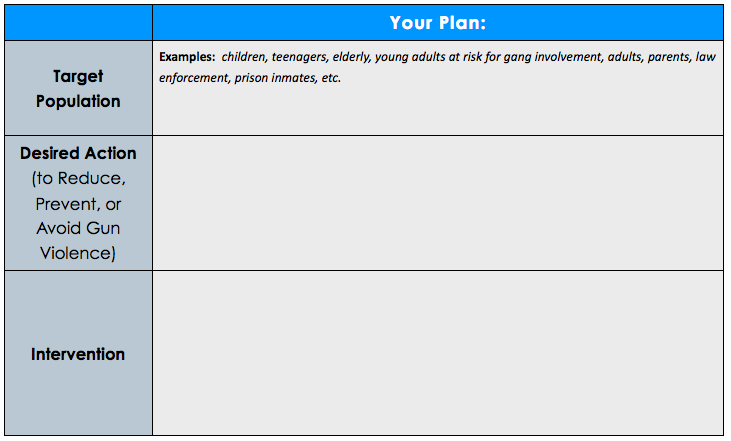 Your Plan:
Target
Population
Examples: children, teenagers, elderly, young adults at risk for gang involvement, adults, parents, law
enforcement, prison inmates, etc.
Desired Action
(to Reduce,
Prevent, or
Avoid Gun
Violence)
Intervention